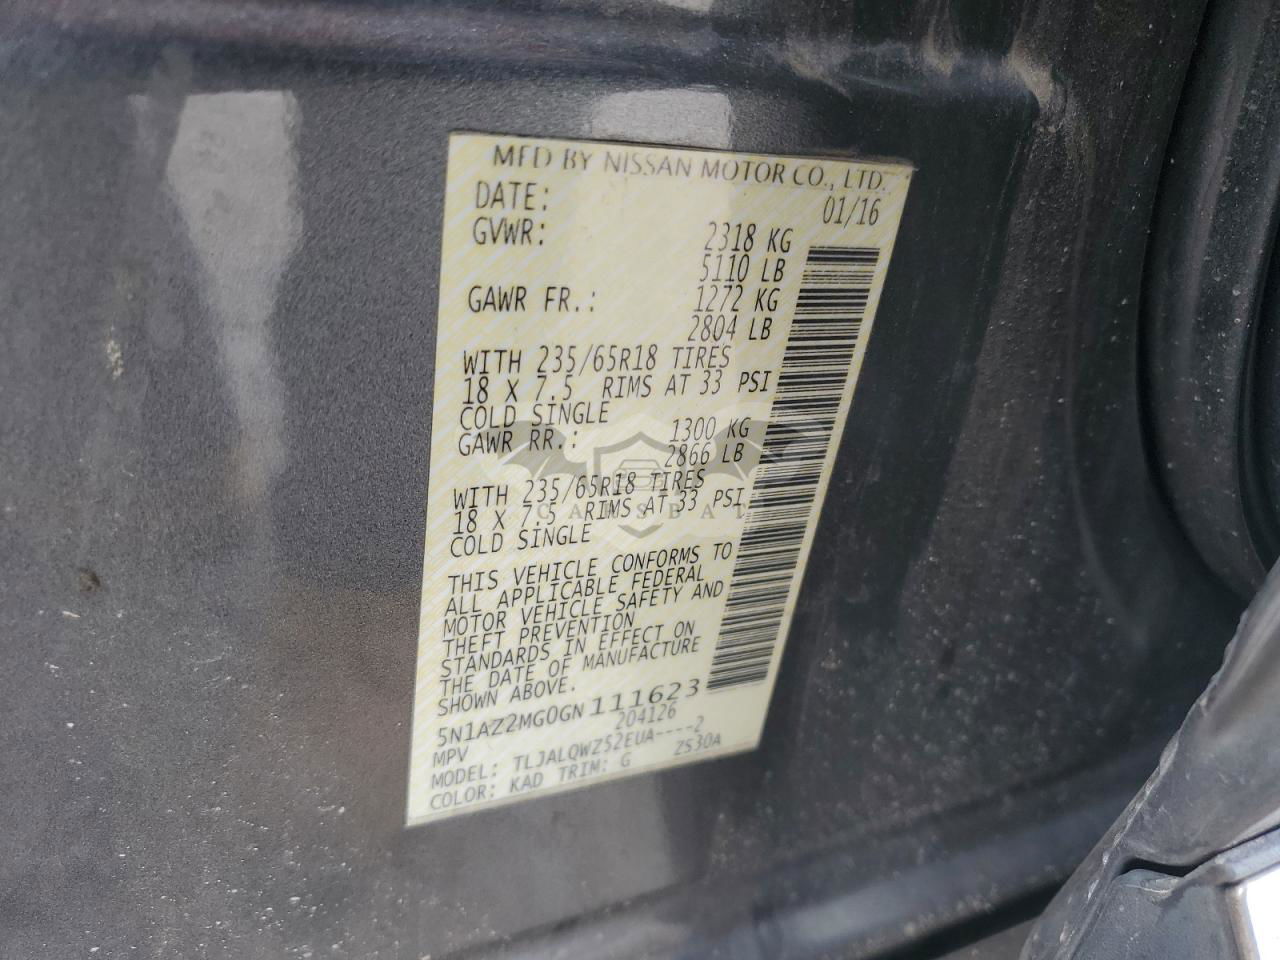 MFD BY NISSAN MOTOR CO., LTD.
DATE: 01/16
GVWR: 2318 KG
5110 LB
GAWR FR.: 1272 KG
2804 LB
WITH 235/65R18 TIRES
18 X 7.5 RIMS AT 33 PSI
COLD SINGLE
GAWR RR.: 1300 KG
2866 LB
WITH 235/65R18 TIRES
18 X 7.5 RIMS AT 33 PSI
COLD SINGLE
CARSBAT
THIS VEHICLE CONFORMS TO
ALL APPLICABLE FEDERAL
MOTOR VEHICLE SAFETY AND
THEFT PREVENTION
STANDARDS IN EFFECT ON
THE DATE OF MANUFACTURE
SHOWN ABOVE.
5N1AZ2MG0GN111623
MPV 204126
MODEL: TLJALQWZ52EUA----2
COLOR: KAD TRIM: G ZS30A